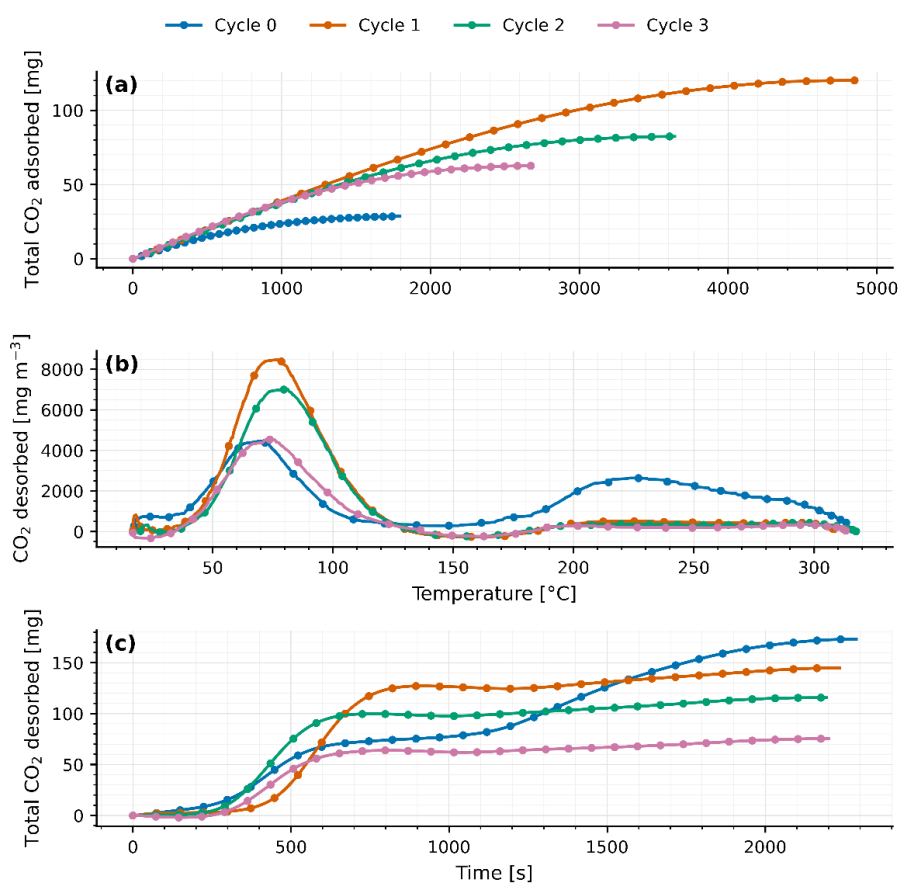 Cycle 0 Cycle 1 Cycle 2 Cycle 3
(a)
Total CO₂ adsorbed [mg]
100
50
0
0 1000 2000 3000 4000 5000
(b)
CO₂ desorbed [mg m⁻³]
8000
6000
4000
2000
0
50 100 150 200 250 300
Temperature [°C]
(c)
Total CO₂ desorbed [mg]
150
100
50
0
0 500 1000 1500 2000
Time [s]